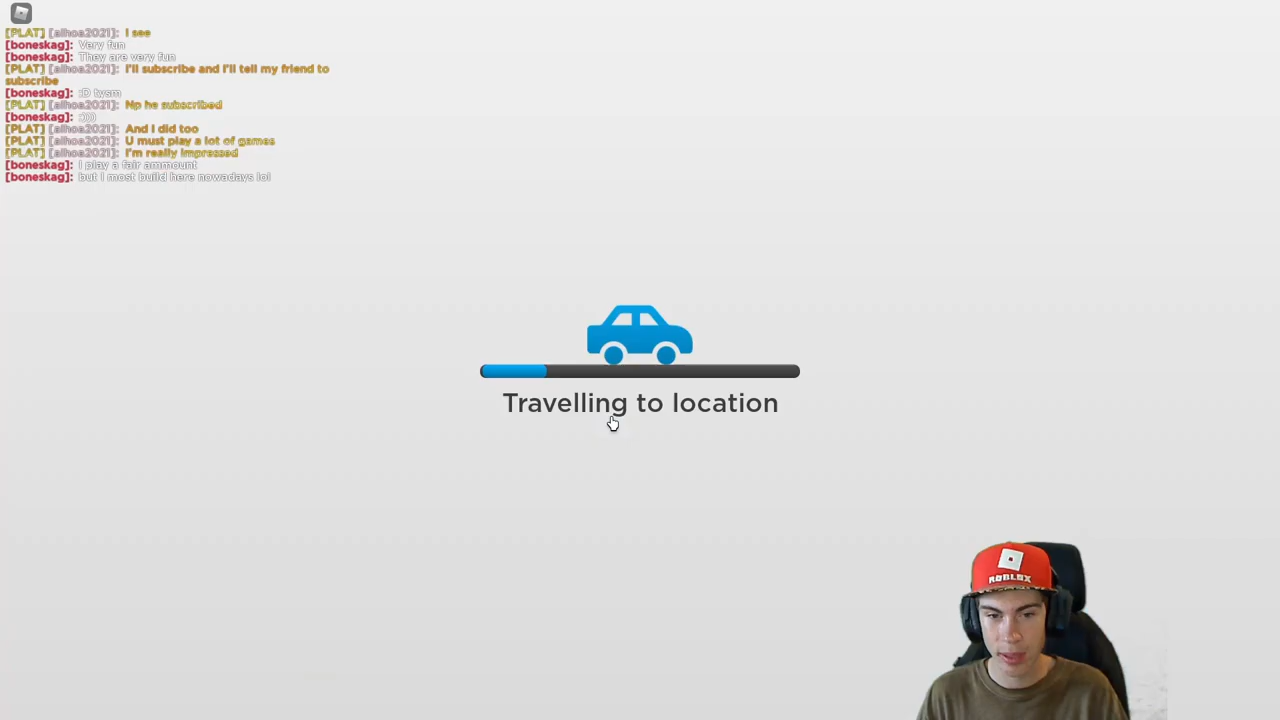 [PLAT] [alhoa2021]: I see
[boneskag]: Very fun
[boneskag]: They are very fun
[PLAT] [alhoa2021]: I'll subscribe and I'll tell my friend to
subscribe
[boneskag]: :D tysm
[PLAT] [alhoa2021]: Np he subscribed
[boneskag]: :)))
[PLAT] [alhoa2021]: And I did too
[PLAT] [alhoa2021]: U must play a lot of games
[PLAT] [alhoa2021]: I'm really impressed
[boneskag]: I play a fair ammount
[boneskag]: but I most build here nowadays lol
Travelling to location
ROBLOX